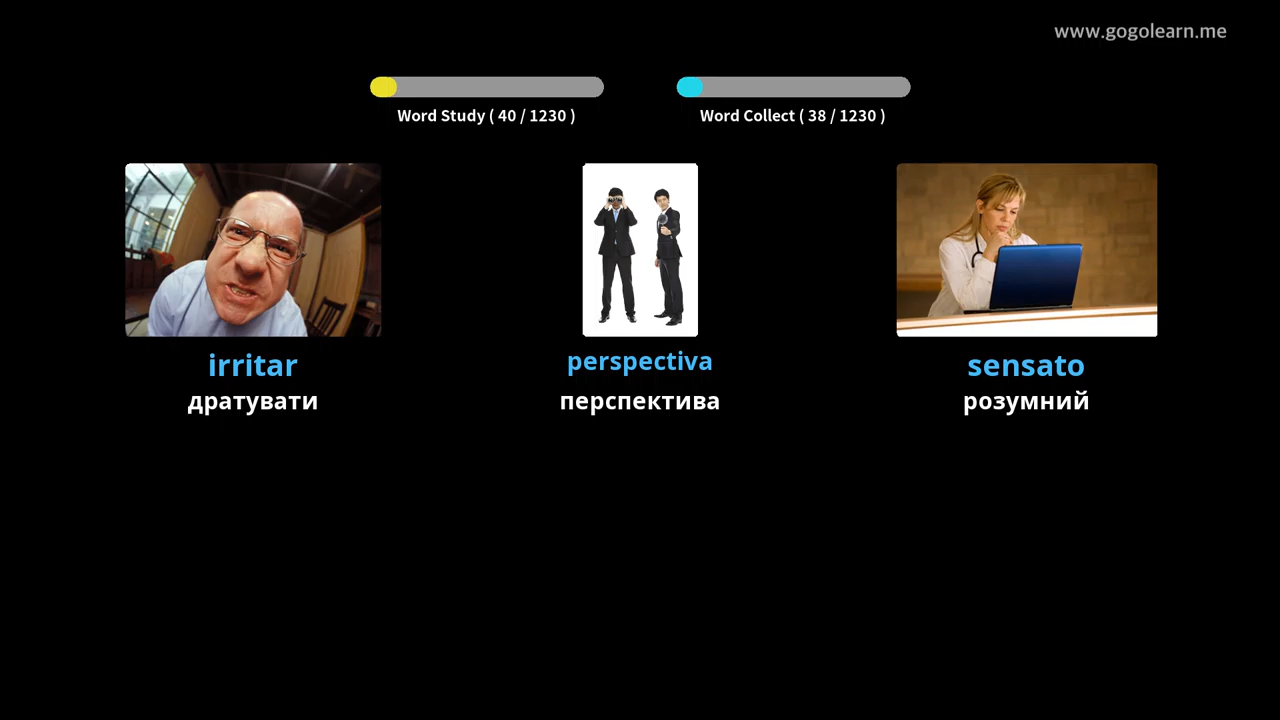 www.gogolearn.me
Word Study ( 40 / 1230 )
Word Collect ( 38 / 1230 )
irritar
дратувати
perspectiva
перспектива
sensato
розумний